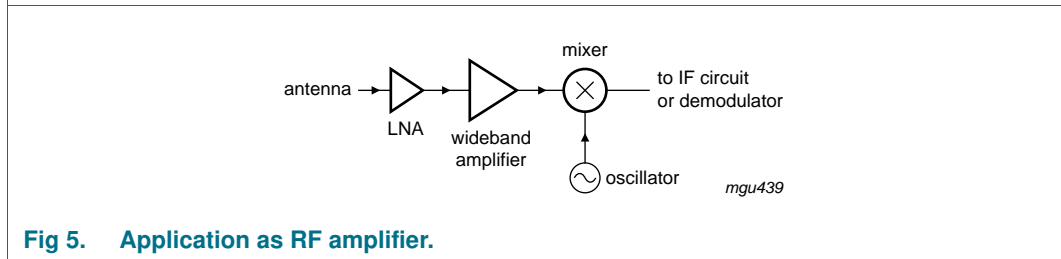 mixer
antenna
to IF circuit
or demodulator
LNA
wideband
amplifier
oscillator
mgu439
Fig 5. Application as RF amplifier.